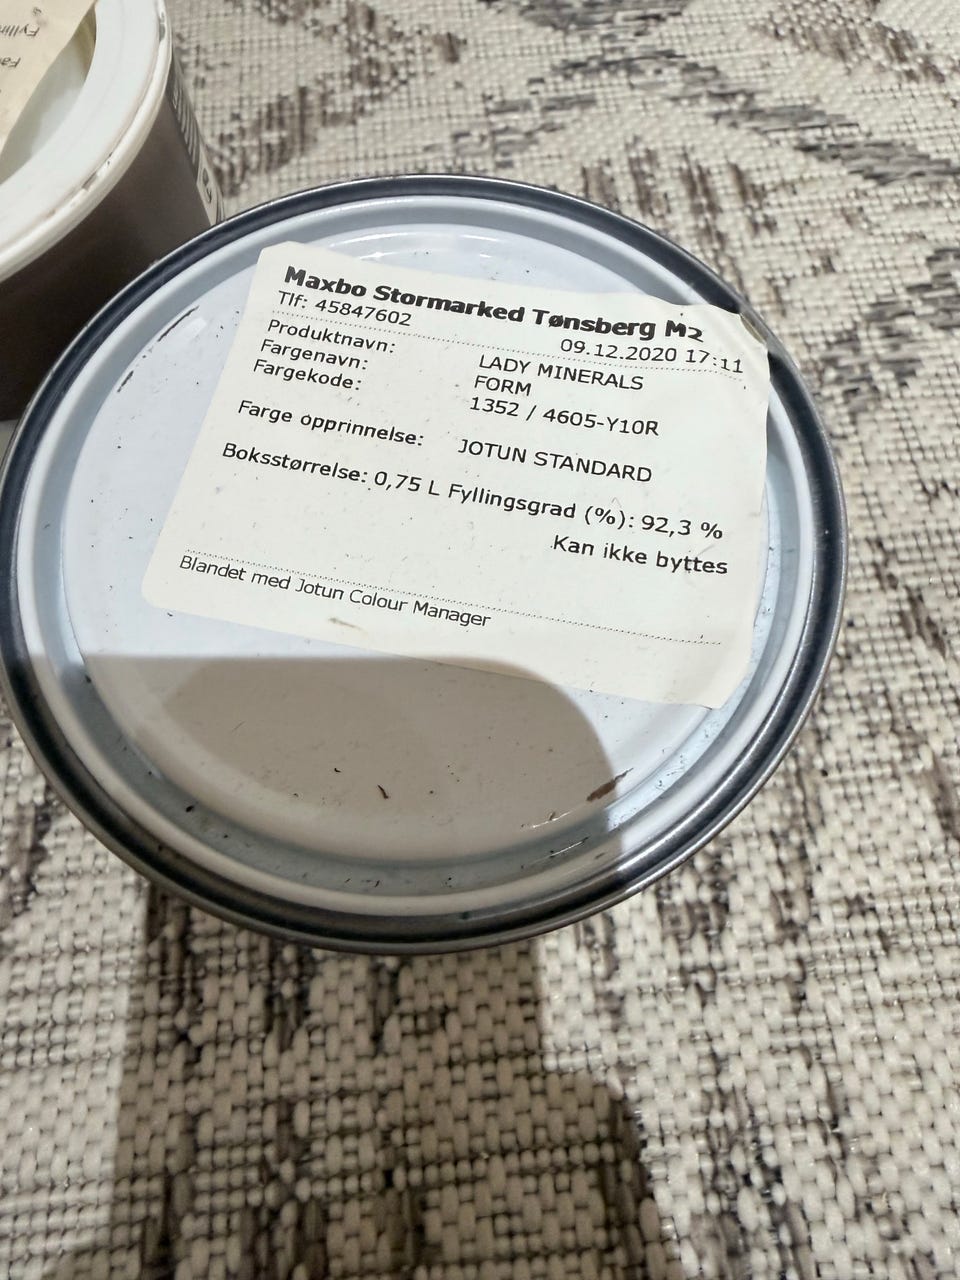 Maxbo Stormarked Tønsberg M2
Tlf: 45847602
09.12.2020 17:11
Produktnavn: LADY MINERALS
Fargenavn: FORM
Fargekode: 1352 / 4605-Y10R
Farge opprinnelse: JOTUN STANDARD
Boksstørrelse: 0,75 L Fyllingsgrad (%): 92,3 %
Kan ikke byttes
Blandet med Jotun Colour Manager